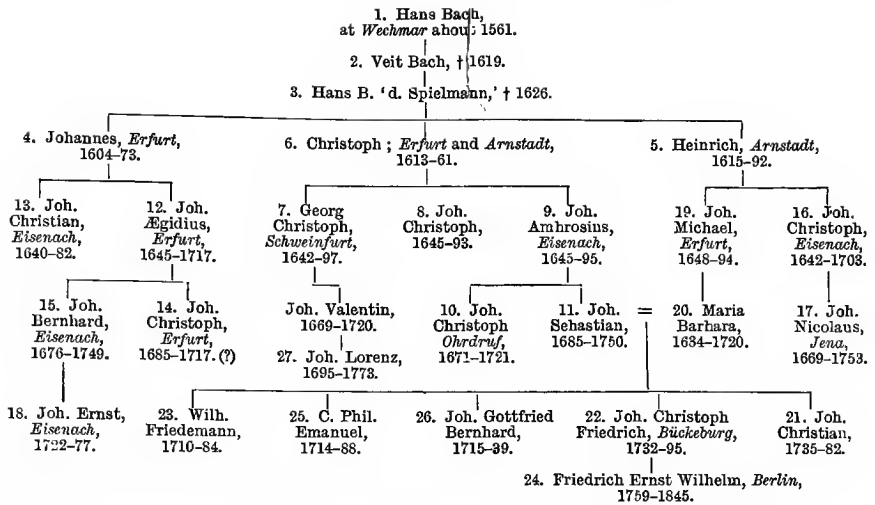 1. Hans Bach,
at Wechmar ahout 1561.
2. Veit Bach, † 1619.
3. Hans B. ‘d. Spielmann,’ † 1626.
4. Johannes, Erfurt,
1604–73.
6. Christoph ; Erfurt and Arnstadt,
1613–61.
5. Heinrich, Arnstadt,
1615–92.
13. Joh.
Christian,
Eisenach,
1640–82.
12. Joh.
Ægidius,
Erfurt,
1645–1717.
7. Georg
Christoph,
Schweinfurt,
1642–97.
8. Joh.
Christoph,
1645–93.
9. Joh.
Ambrosius,
Eisenach,
1645–95.
19. Joh.
Michael,
Erfurt,
1648–94.
16. Joh.
Christoph,
Eisenach,
1642–1703.
15. Joh.
Bernhard,
Eisenach,
1676–1749.
14. Joh.
Christoph,
Erfurt,
1685–1717. (?)
Joh. Valentin,
1669–1720.
27. Joh. Lorenz,
1695–1773.
10. Joh.
Christoph
Ohrdruf,
1671–1721.
11. Joh.
Sehastian,
1685–1750.
=
20. Maria
Barhara,
1634–1720.
17. Joh.
Nicolaus,
Jena,
1669–1753.
18. Joh. Ernst,
Eisenach,
1722–77.
23. Wilh.
Friedemann,
1710–84.
25. C. Phil.
Emanuel,
1714–88.
26. Joh. Gottfried
Bernhard,
1715–39.
22. Joh. Christoph
Friedrich, Bückeburg,
1732–95.
21. Joh.
Christian,
1735–82.
24. Friedrich Ernst Wilhelm, Berlin,
1759–1845.